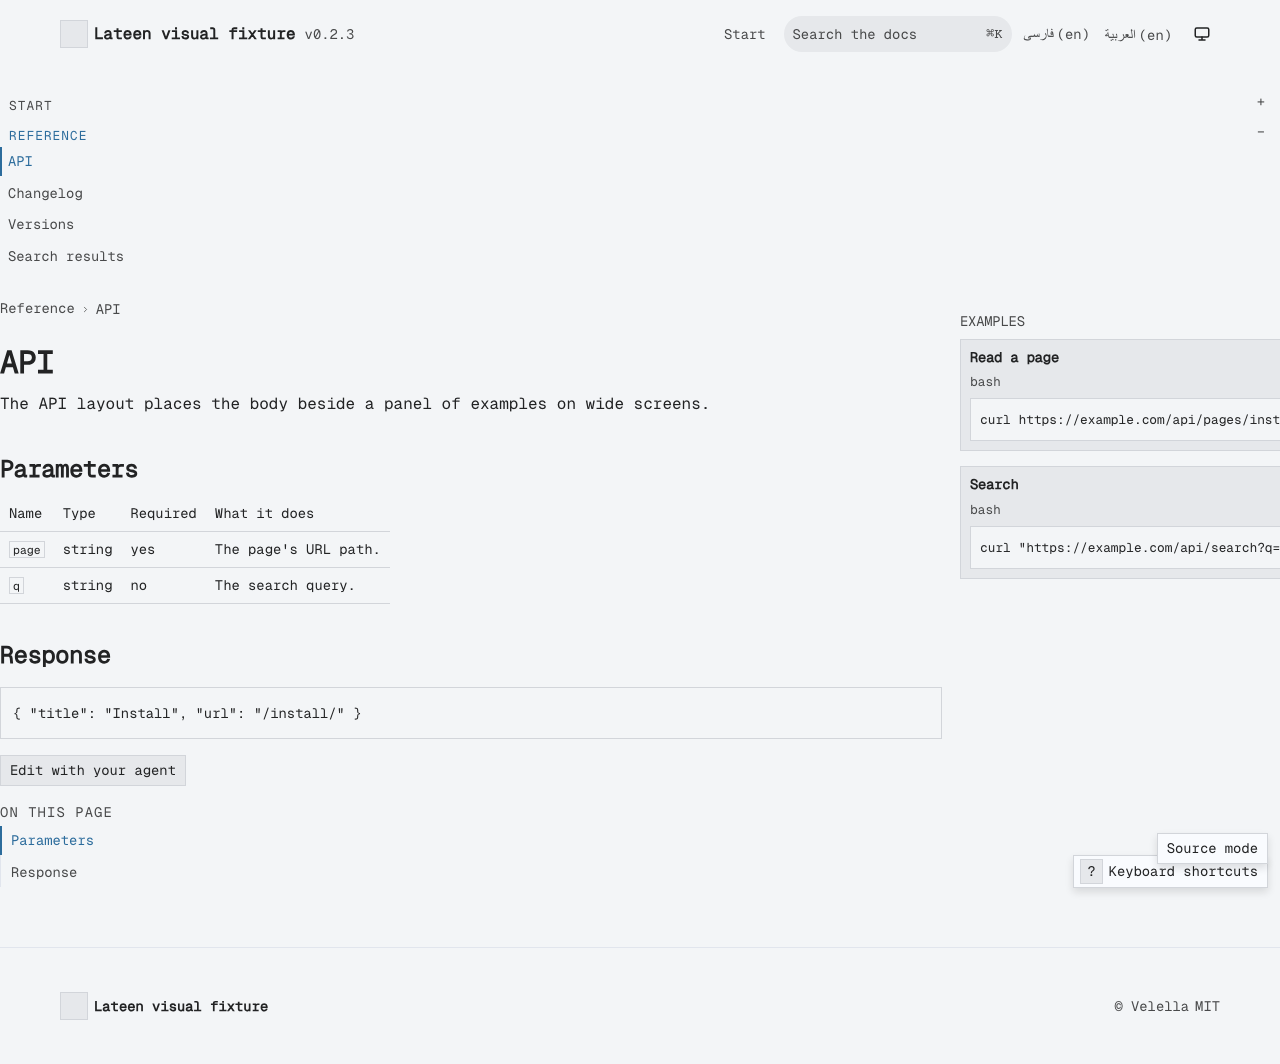 Lateen visual fixture v0.2.3
Start
Search the docs ⌘K
فارسی (en)
العربية (en)
START +
REFERENCE −
API
Changelog
Versions
Search results
Reference › API
API
The API layout places the body beside a panel of examples on wide screens.
Parameters
Name Type Required What it does
page string yes The page's URL path.
q string no The search query.
Response
{ "title": "Install", "url": "/install/" }
Edit with your agent
ON THIS PAGE
Parameters
Response
EXAMPLES
Read a page
bash
curl https://example.com/api/pages/inst
Search
bash
curl "https://example.com/api/search?q=
Source mode
? Keyboard shortcuts
Lateen visual fixture
© Velella MIT